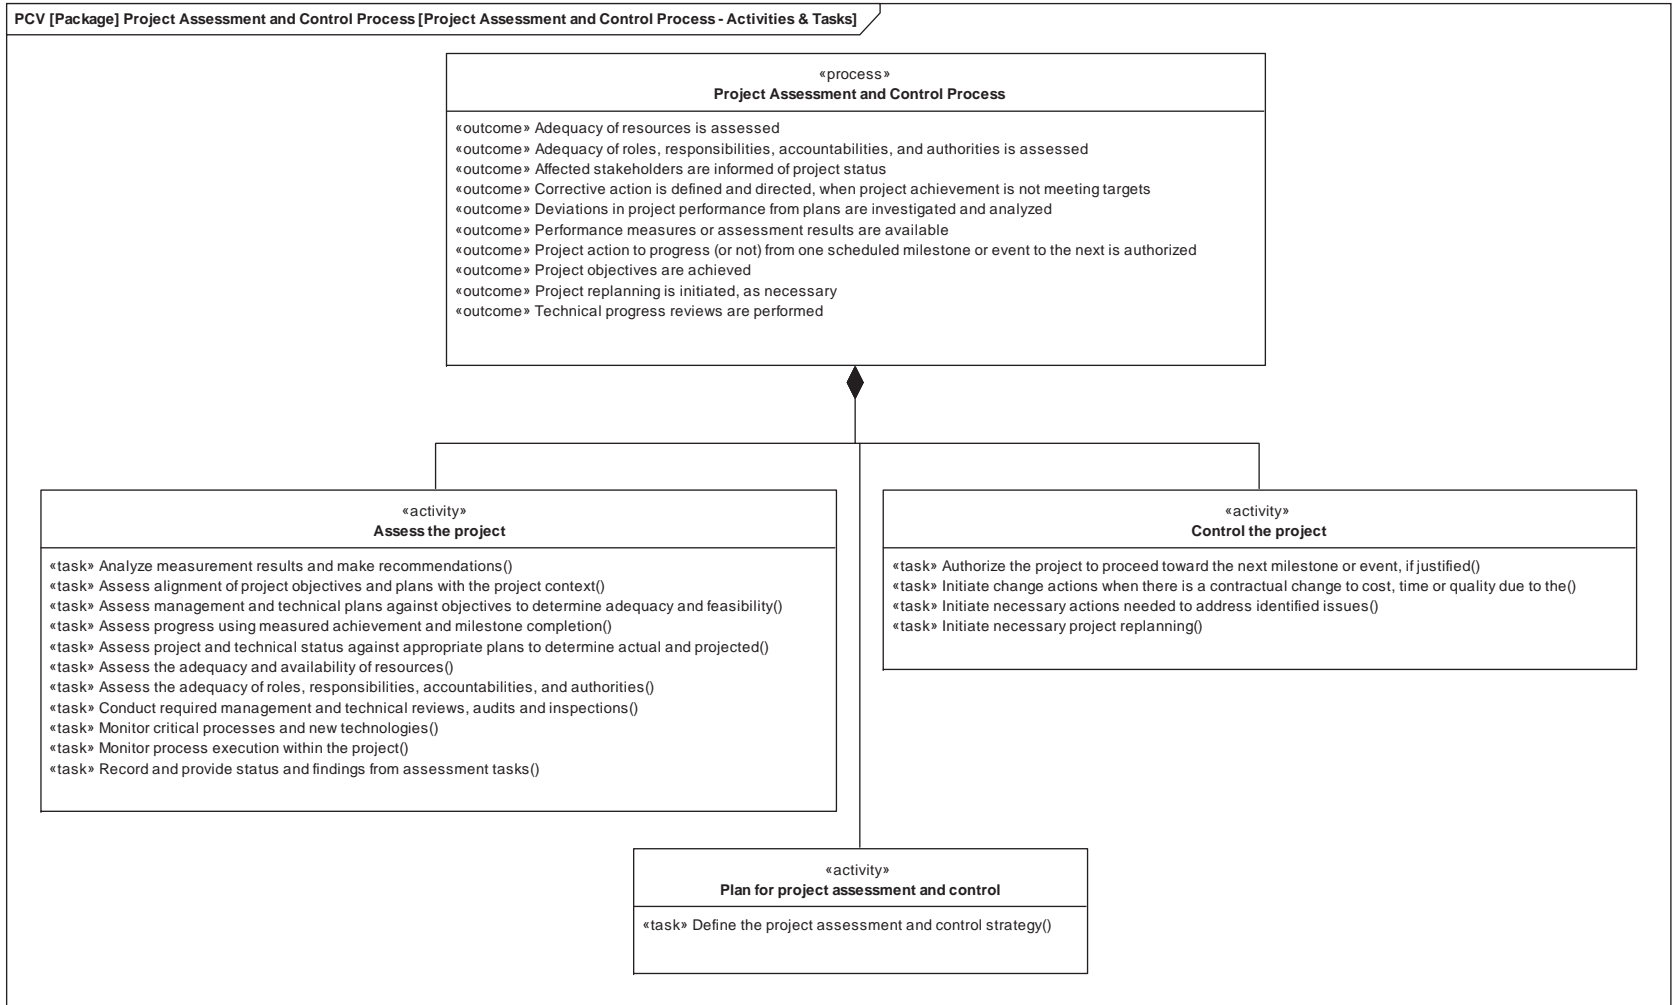 PCV [Package] Project Assessment and Control Process [Project Assessment and Control Process - Activities & Tasks]
«process»
Project Assessment and Control Process
«outcome» Adequacy of resources is assessed
«outcome» Adequacy of roles, responsibilities, accountabilities, and authorities is assessed
«outcome» Affected stakeholders are informed of project status
«outcome» Corrective action is defined and directed, when project achievement is not meeting targets
«outcome» Deviations in project performance from plans are investigated and analyzed
«outcome» Performance measures or assessment results are available
«outcome» Project action to progress (or not) from one scheduled milestone or event to the next is authorized
«outcome» Project objectives are achieved
«outcome» Project replanning is initiated, as necessary
«outcome» Technical progress reviews are performed
«activity»
Assess the project
«task» Analyze measurement results and make recommendations()
«task» Assess alignment of project objectives and plans with the project context()
«task» Assess management and technical plans against objectives to determine adequacy and feasibility()
«task» Assess progress using measured achievement and milestone completion()
«task» Assess project and technical status against appropriate plans to determine actual and projected()
«task» Assess the adequacy and availability of resources()
«task» Assess the adequacy of roles, responsibilities, accountabilities, and authorities()
«task» Conduct required management and technical reviews, audits and inspections()
«task» Monitor critical processes and new technologies()
«task» Monitor process execution within the project()
«task» Record and provide status and findings from assessment tasks()
«activity»
Control the project
«task» Authorize the project to proceed toward the next milestone or event, if justified()
«task» Initiate change actions when there is a contractual change to cost, time or quality due to the()
«task» Initiate necessary actions needed to address identified issues()
«task» Initiate necessary project replanning()
«activity»
Plan for project assessment and control
«task» Define the project assessment and control strategy()